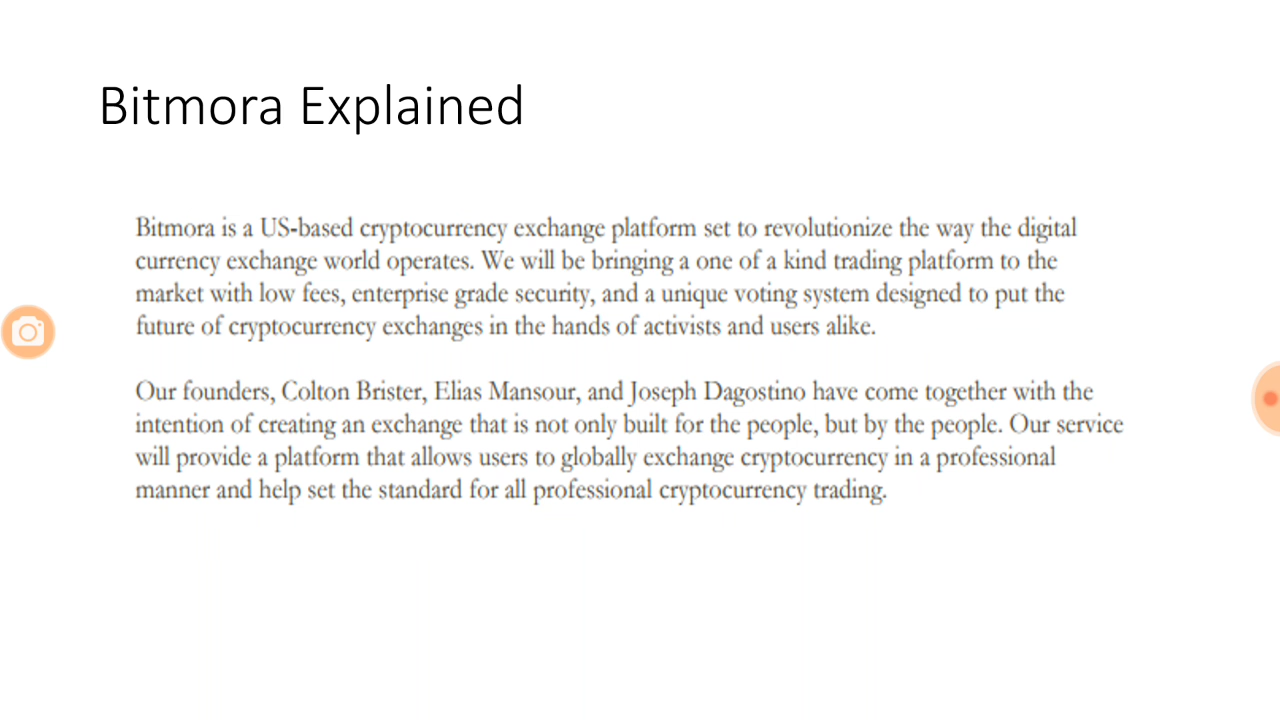 Bitmora Explained
Bitmora is a US-based cryptocurrency exchange platform set to revolutionize the way the digital
currency exchange world operates. We will be bringing a one of a kind trading platform to the
market with low fees, enterprise grade security, and a unique voting system designed to put the
future of cryptocurrency exchanges in the hands of activists and users alike.
Our founders, Colton Brister, Elias Mansour, and Joseph Dagostino have come together with the
intention of creating an exchange that is not only built for the people, but by the people. Our service
will provide a platform that allows users to globally exchange cryptocurrency in a professional
manner and help set the standard for all professional cryptocurrency trading.